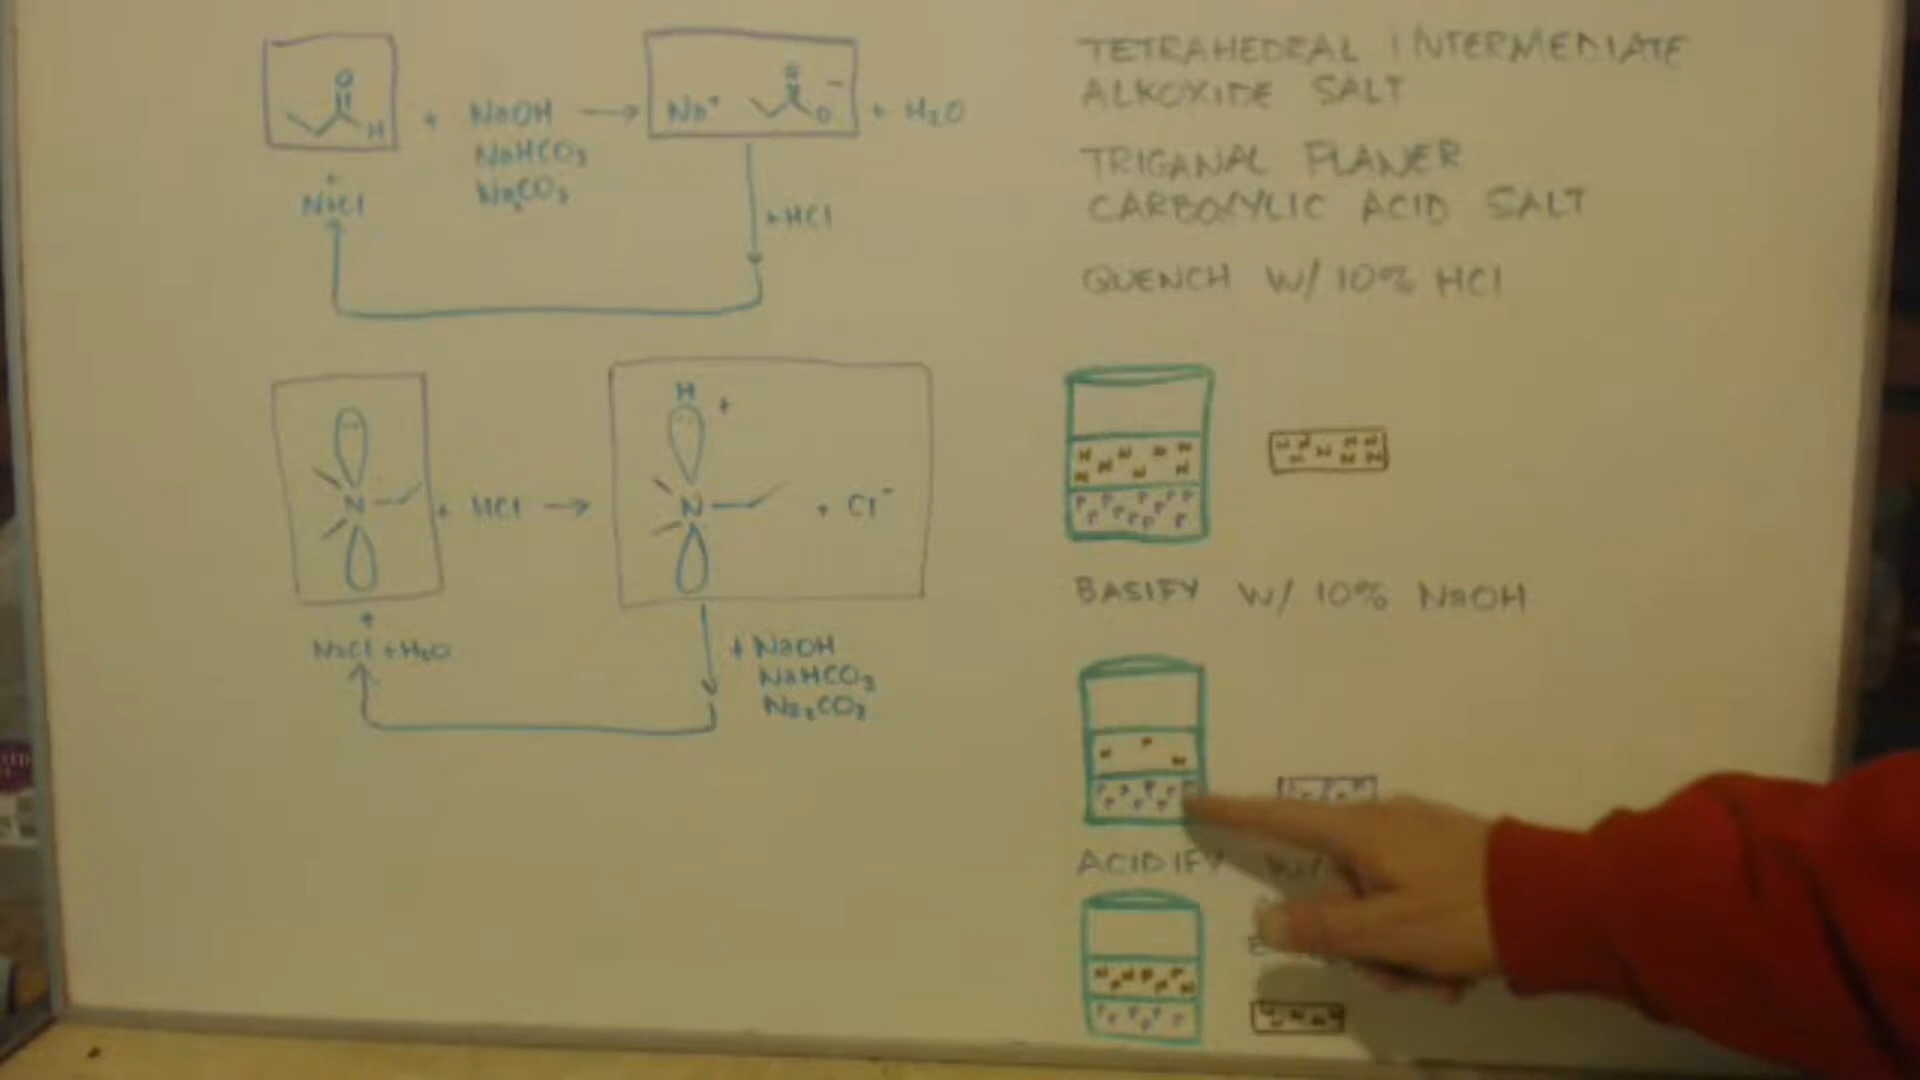 O
H
+ NaOH → Na⁺ O O⁻ + H₂O
NaHCO₃
Na₂CO₃
+
NaCl
+HCl
N + HCl →
H +
N + Cl⁻
+
NaCl + H₂O
+ NaOH
NaHCO₃
Na₂CO₃
TETRAHEDRAL INTERMEDIATE
ALKOXIDE SALT
TRIGANAL PLANER
CARBOXYLIC ACID SALT
QUENCH W/ 10% HCl
N N N N N N N N
P P P P P P P P P
N N N N N N N N
BASIFY W/ 10% NaOH
N N N
P P P P P P
ACIDIFY W/
N N N N N N N
P P P P P P